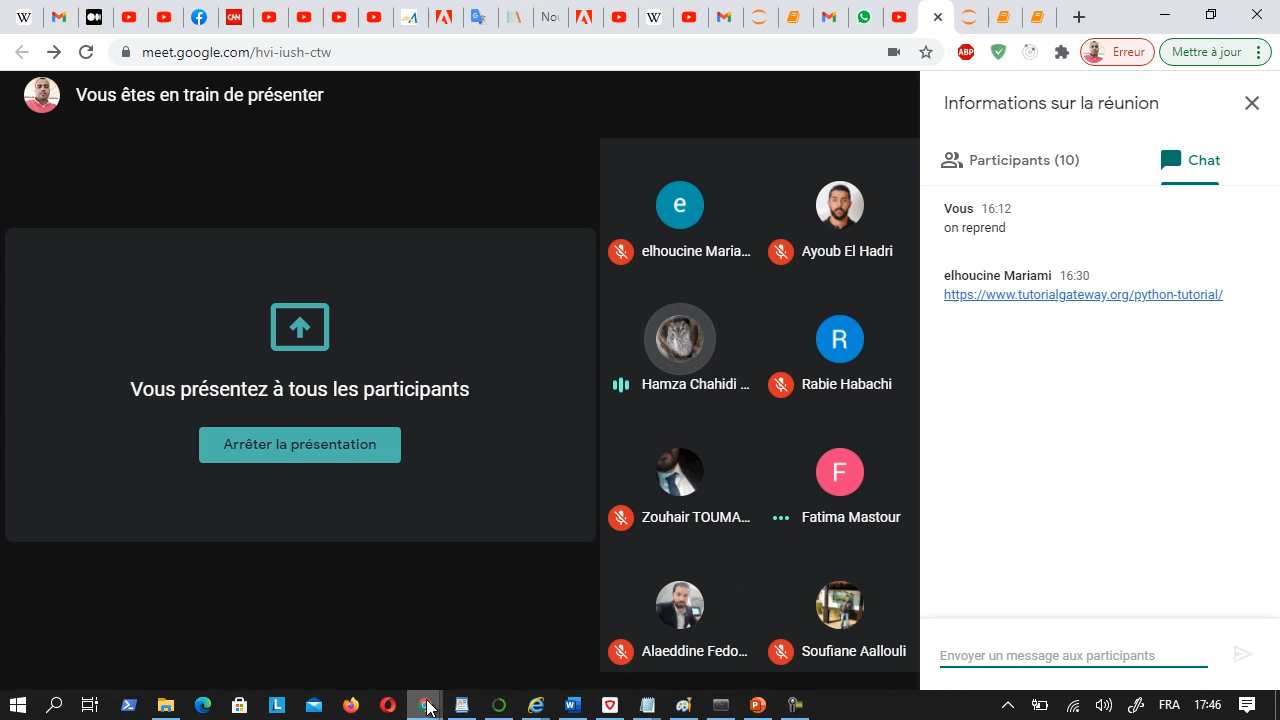 Nou
meet.google.com/hvi-iush-ctw
ABP
Erreur
Mettre à jour
Vous êtes en train de présenter
Vous présentez à tous les participants
Arrêter la présentation
e
elhoucine Maria...
Ayoub El Hadri
Hamza Chahidi ...
R
Rabie Habachi
Zouhair TOUMA...
F
Fatima Mastour
Alaeddine Fedo...
Soufiane Aallouli
Informations sur la réunion
Participants (10)
Chat
Vous 16:12
on reprend
elhoucine Mariami 16:30
https://www.tutorialgateway.org/python-tutorial/
Envoyer un message aux participants
FRA
17:46